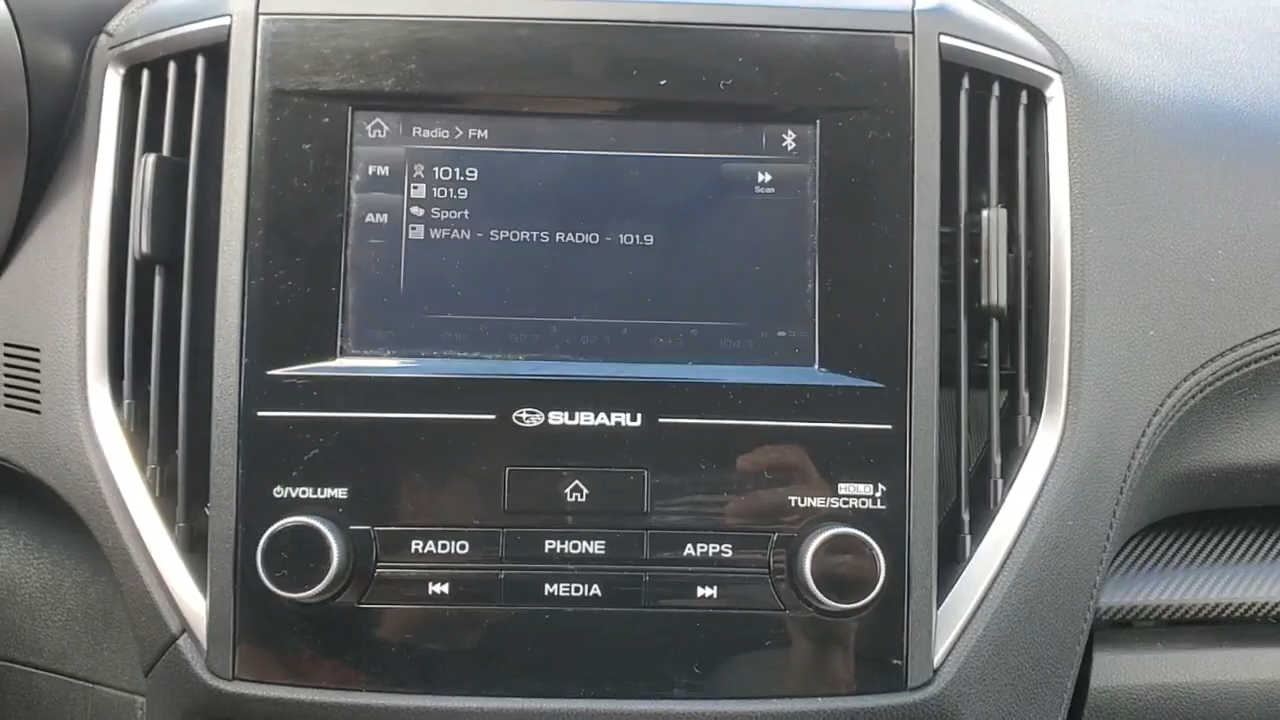 Radio > FM
FM
101.9
Scan
101.9
AM
Sport
WFAN - SPORTS RADIO - 101.9
SUBARU
⏻/VOLUME
HOLD ♪
TUNE/SCROLL
RADIO
PHONE
APPS
MEDIA